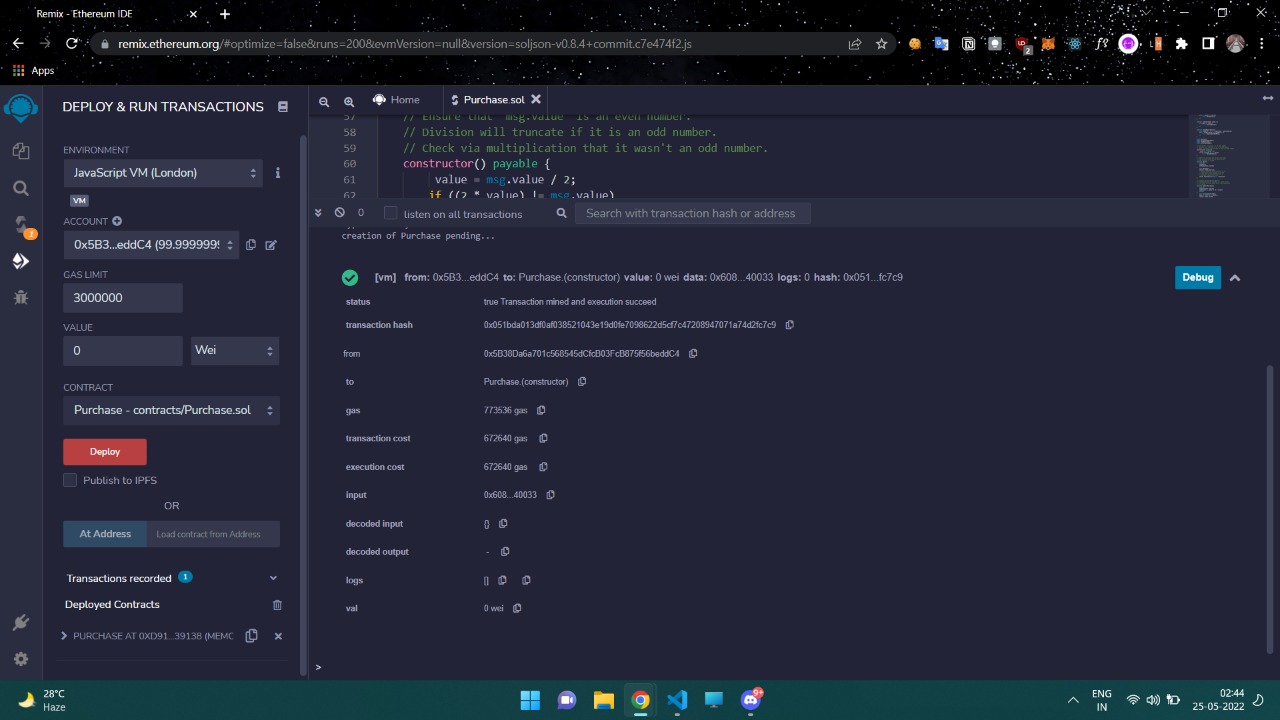 Remix - Ethereum IDE
remix.ethereum.org/#optimize=false&runs=200&evmVersion=null&version=soljson-v0.8.4+commit.c7e474f2.js
2
Apps
DEPLOY & RUN TRANSACTIONS
ENVIRONMENT
JavaScript VM (London)
VM
ACCOUNT
0x5B3...eddC4 (99.9999999
GAS LIMIT
3000000
VALUE
0
Wei
CONTRACT
Purchase - contracts/Purchase.sol
Deploy
Publish to IPFS
OR
At Address
Load contract from Address
Transactions recorded 1
Deployed Contracts
PURCHASE AT 0XD91...39138 (MEMC
1
Home
Purchase.sol
57 // Ensure that `msg.value` is an even number.
58 // Division will truncate if it is an odd number.
59 // Check via multiplication that it wasn't an odd number.
60 constructor() payable {
61 value = msg.value / 2;
62 if ((2 * value) != msg.value)
0
listen on all transactions
Search with transaction hash or address
creation of Purchase pending...
[vm] from: 0x5B3...eddC4 to: Purchase.(constructor) value: 0 wei data: 0x608...40033 logs: 0 hash: 0x051...fc7c9
Debug
status true Transaction mined and execution succeed
transaction hash 0x051bda013df0af038521043e19d0fe7098622d5cf7c47208947071a74d2fc7c9
from 0x5B38Da6a701c568545dCfcB03FcB875f56beddC4
to Purchase.(constructor)
gas 773536 gas
transaction cost 672640 gas
execution cost 672640 gas
input 0x608...40033
decoded input {}
decoded output -
logs []
val 0 wei
>
28°C
Haze
9+
ENG
IN
02:44
25-05-2022